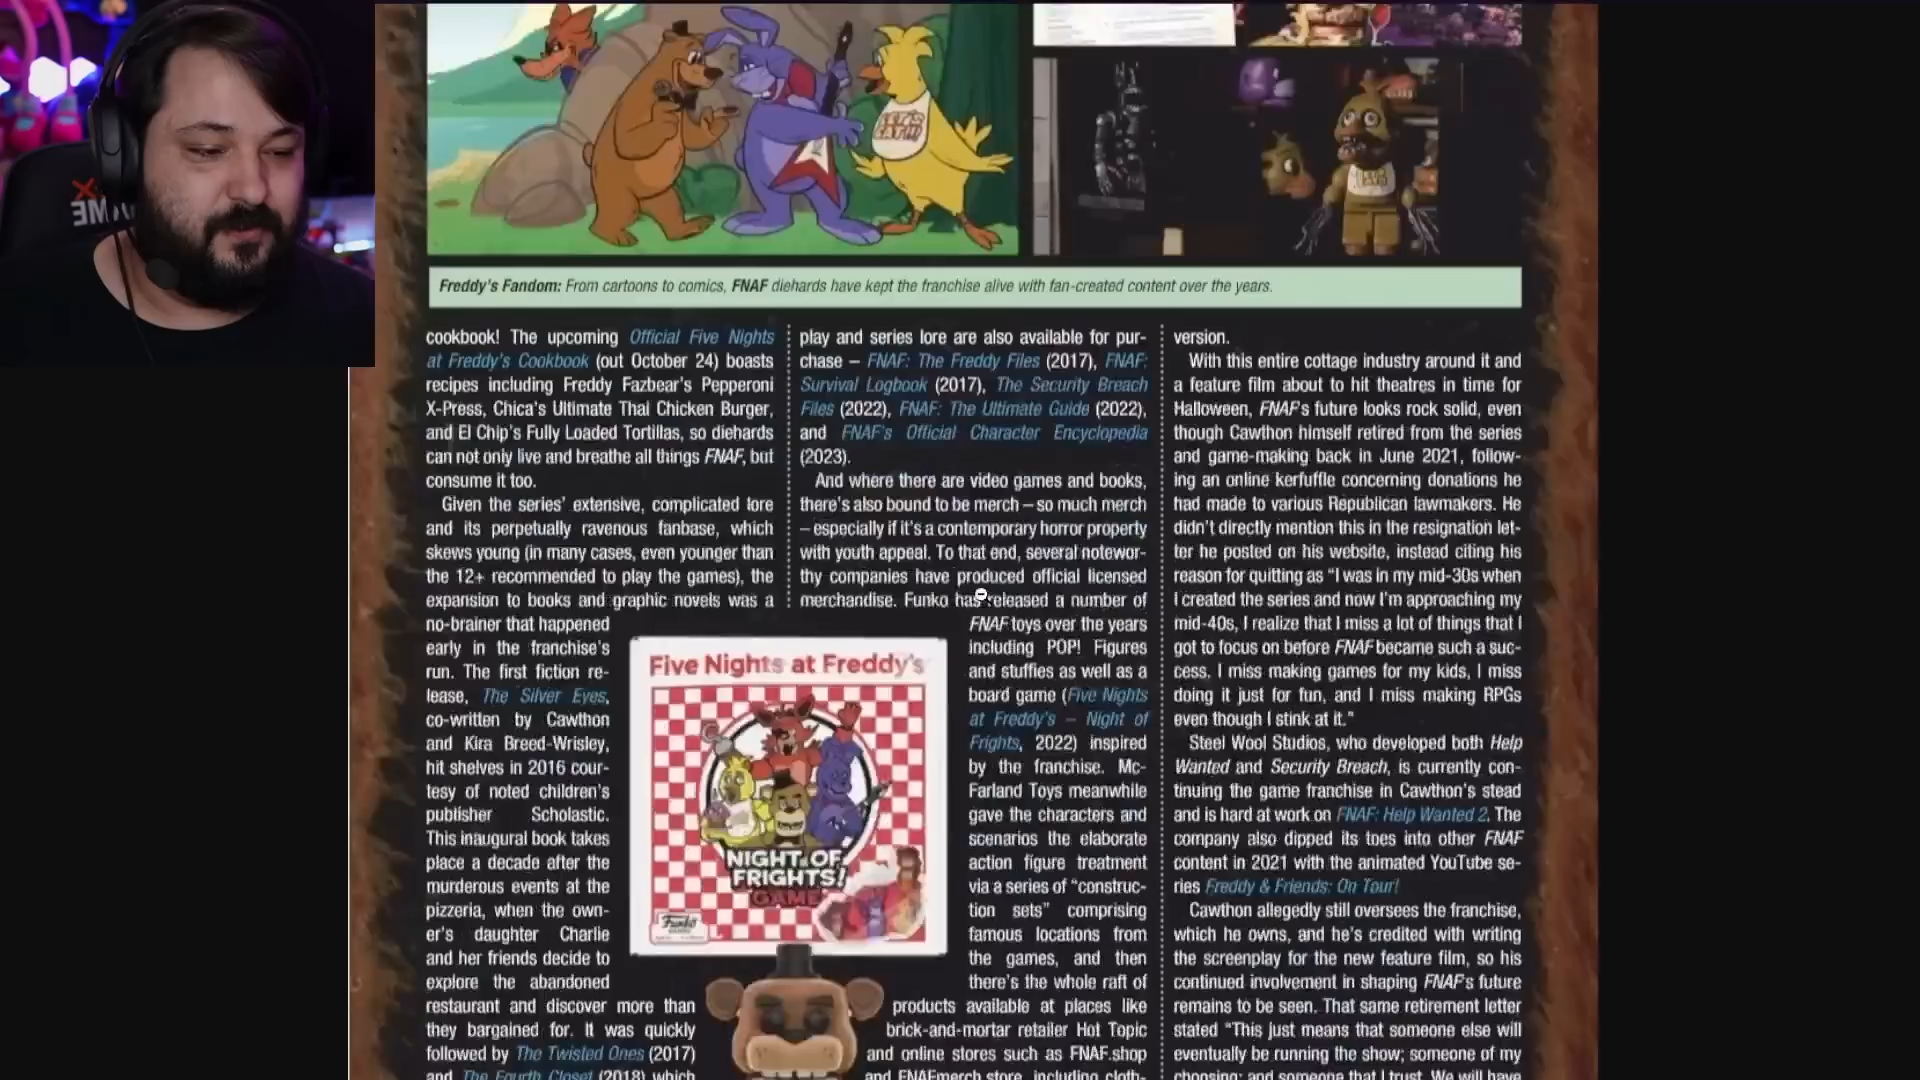 LET'S
EAT!!!
Freddy's Fandom: From cartoons to comics, FNAF diehards have kept the franchise alive with fan-created content over the years.
cookbook! The upcoming Official Five Nights
at Freddy's Cookbook (out October 24) boasts
recipes including Freddy Fazbear's Pepperoni
X-Press, Chica's Ultimate Thai Chicken Burger,
and El Chip's Fully Loaded Tortillas, so diehards
can not only live and breathe all things FNAF, but
consume it too.
Given the series' extensive, complicated lore
and its perpetually ravenous fanbase, which
skews young (in many cases, even younger than
the 12+ recommended to play the games), the
expansion to books and graphic novels was a
no-brainer that happened
early in the franchise's
run. The first fiction re-
lease, The Silver Eyes,
co-written by Cawthon
and Kira Breed-Wrisley,
hit shelves in 2016 cour-
tesy of noted children's
publisher Scholastic.
This inaugural book takes
place a decade after the
murderous events at the
pizzeria, when the own-
er's daughter Charlie
and her friends decide to
explore the abandoned
restaurant and discover more than
they bargained for. It was quickly
followed by The Twisted Ones (2017)
and The Fourth Closet (2018) which
play and series lore are also available for pur-
chase – FNAF: The Freddy Files (2017), FNAF:
Survival Logbook (2017), The Security Breach
Files (2022), FNAF: The Ultimate Guide (2022),
and FNAF's Official Character Encyclopedia
(2023).
And where there are video games and books,
there's also bound to be merch – so much merch
– especially if it's a contemporary horror property
with youth appeal. To that end, several notewor-
thy companies have produced official licensed
merchandise. Funko has released a number of
FNAF toys over the years
including POP! Figures
and stuffies as well as a
board game (Five Nights
at Freddy's – Night of
Frights, 2022) inspired
by the franchise. Mc-
Farland Toys meanwhile
gave the characters and
scenarios the elaborate
action figure treatment
via a series of "construc-
tion sets" comprising
famous locations from
the games, and then
there's the whole raft of
products available at places like
brick-and-mortar retailer Hot Topic
and online stores such as FNAF.shop
and FNAFmerch.store, including cloth-
Five Nights at Freddy's
NIGHT OF
FRIGHTS!
GAME
Funko
version.
With this entire cottage industry around it and
a feature film about to hit theatres in time for
Halloween, FNAF's future looks rock solid, even
though Cawthon himself retired from the series
and game-making back in June 2021, follow-
ing an online kerfuffle concerning donations he
had made to various Republican lawmakers. He
didn't directly mention this in the resignation let-
ter he posted on his website, instead citing his
reason for quitting as "I was in my mid-30s when
I created the series and now I'm approaching my
mid-40s, I realize that I miss a lot of things that I
got to focus on before FNAF became such a suc-
cess. I miss making games for my kids, I miss
doing it just for fun, and I miss making RPGs
even though I stink at it."
Steel Wool Studios, who developed both Help
Wanted and Security Breach, is currently con-
tinuing the game franchise in Cawthon's stead
and is hard at work on FNAF: Help Wanted 2. The
company also dipped its toes into other FNAF
content in 2021 with the animated YouTube se-
ries Freddy & Friends: On Tour!
Cawthon allegedly still oversees the franchise,
which he owns, and he's credited with writing
the screenplay for the new feature film, so his
continued involvement in shaping FNAF's future
remains to be seen. That same retirement letter
stated "This just means that someone else will
eventually be running the show; someone of my
choosing; and someone that I trust. We will have